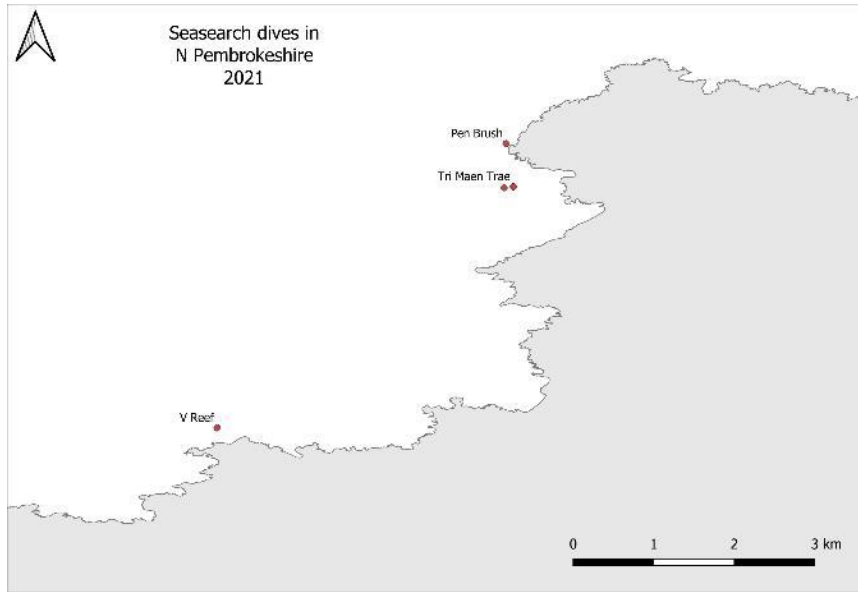 Seasearch dives in
N Pembrokeshire
2021
Pen Brush
Tri Maen Trae
V Reef
0 1 2 3 km